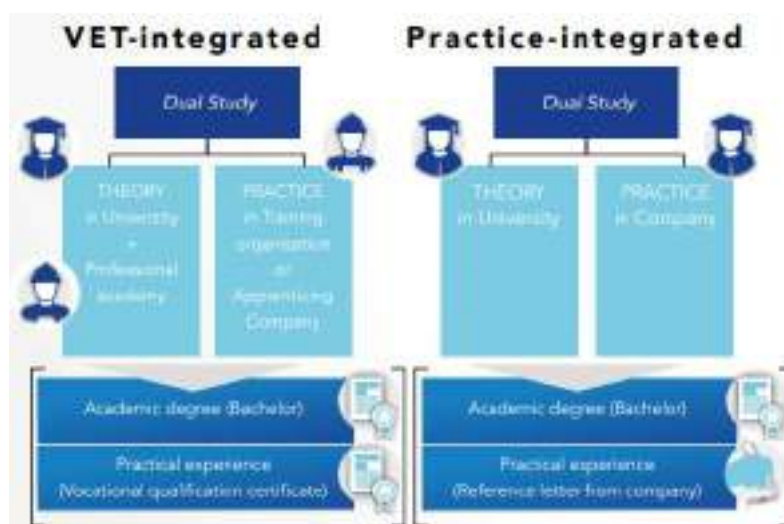 VET-integrated
Dual Study
THEORY
in University
+
Professional
academy
PRACTICE
in Training
organisation
or
Apprenticing
Company
Academic degree (Bachelor)
Practical experience
(Vocational qualification certificate)
Practice-integrated
Dual Study
THEORY
in University
PRACTICE
in Company
Academic degree (Bachelor)
Practical experience
(Reference letter from company)